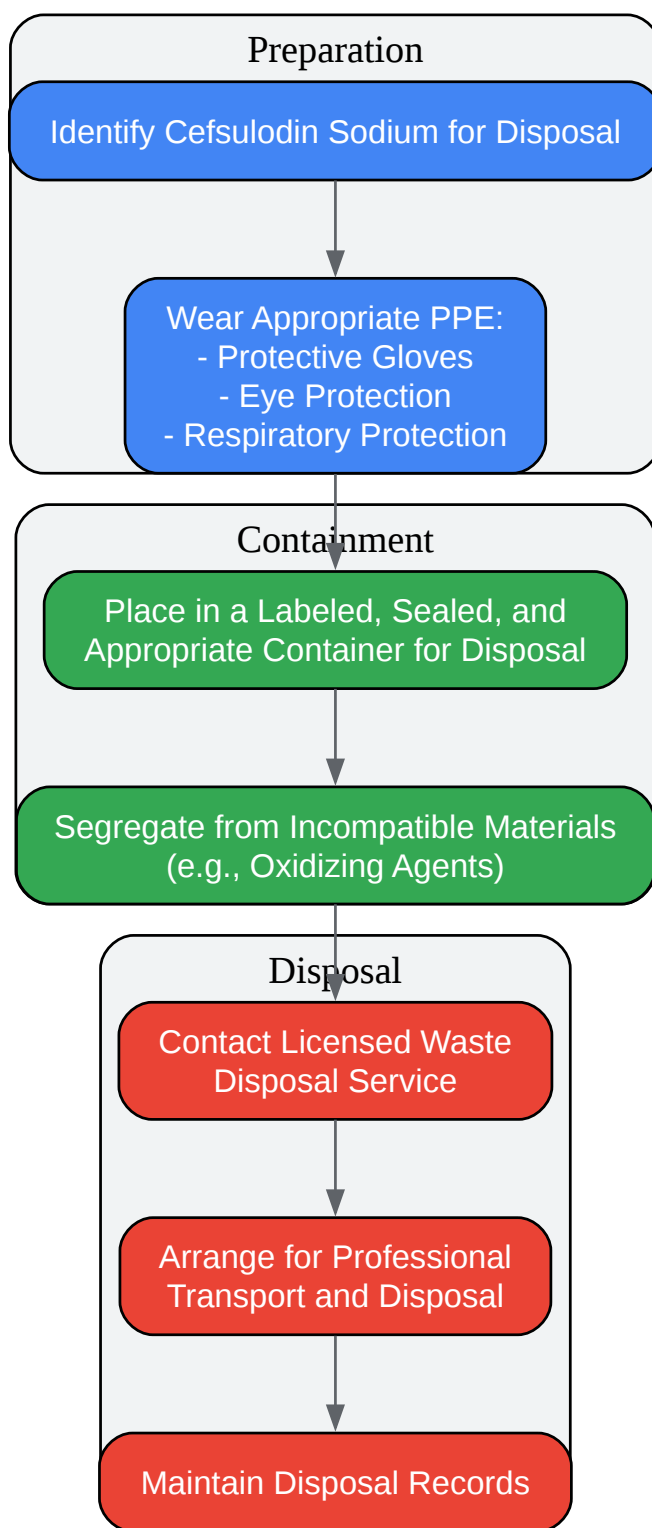 Preparation
Identify Cefsulodin Sodium for Disposal
Wear Appropriate PPE:
- Protective Gloves
- Eye Protection
- Respiratory Protection
Containment
Place in a Labeled, Sealed, and
Appropriate Container for Disposal
Segregate from Incompatible Materials
(e.g., Oxidizing Agents)
Disposal
Contact Licensed Waste
Disposal Service
Arrange for Professional
Transport and Disposal
Maintain Disposal Records